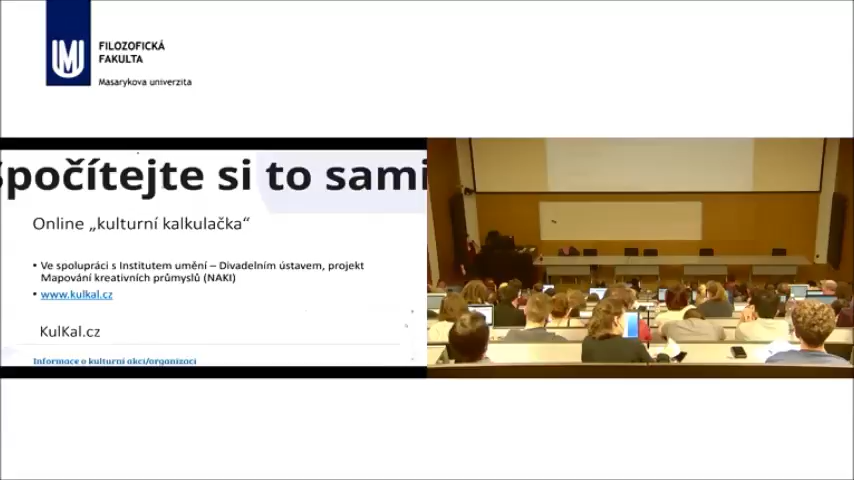 FILOZOFICKÁ
FAKULTA
Masarykova univerzita
Spočítejte si to sami
Online „kulturní kalkulačka“
• Ve spolupráci s Institutem umění – Divadelním ústavem, projekt
Mapování kreativních průmyslů (NAKI)
• www.kulkal.cz
KulKal.cz
Informace o kulturní akci/organizaci